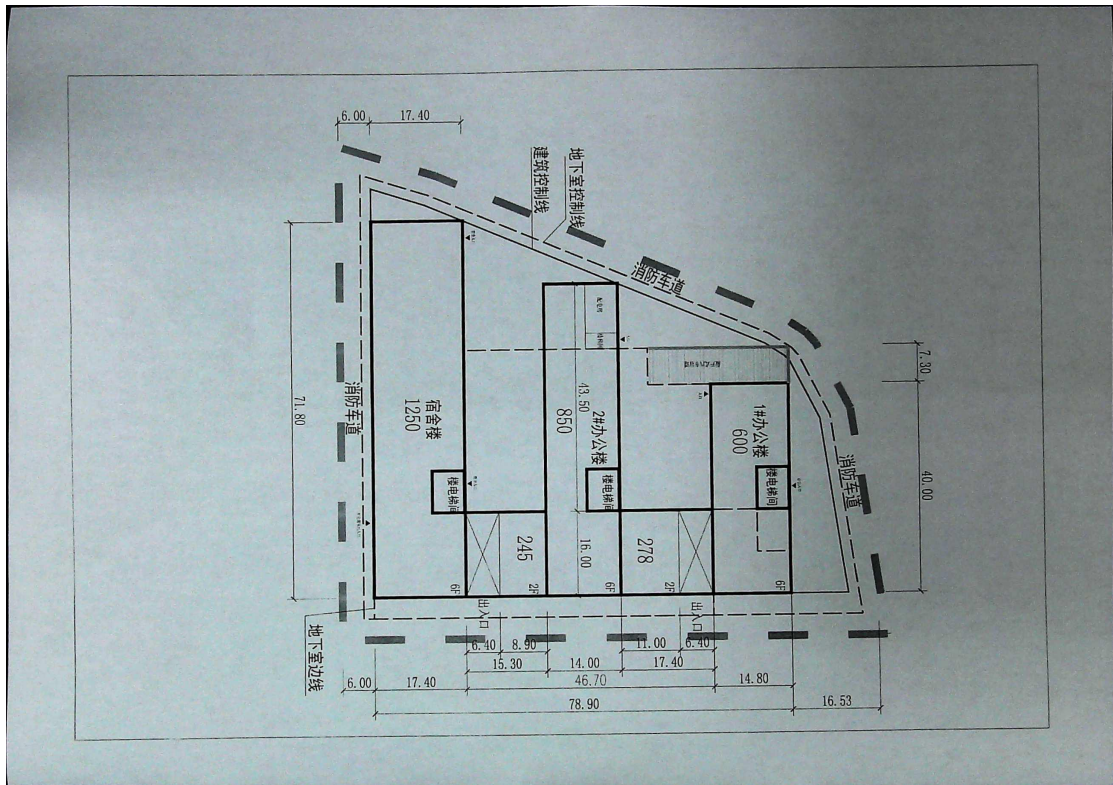 6.00
17.40
建筑控制线
地下室控制线
消防车道
7.30
71.80
消防车道
宿舍楼
1250
43.50
2#办公楼
850
1#办公楼
600
消防车道
40.00
楼电梯间
楼电梯间
楼电梯间
245
16.00
278
6F
2F
6F
2F
6F
出入口
出入口
地下室边线
6.40
8.90
11.00
6.40
15.30
14.00
17.40
6.00
17.40
46.70
14.80
16.53
78.90